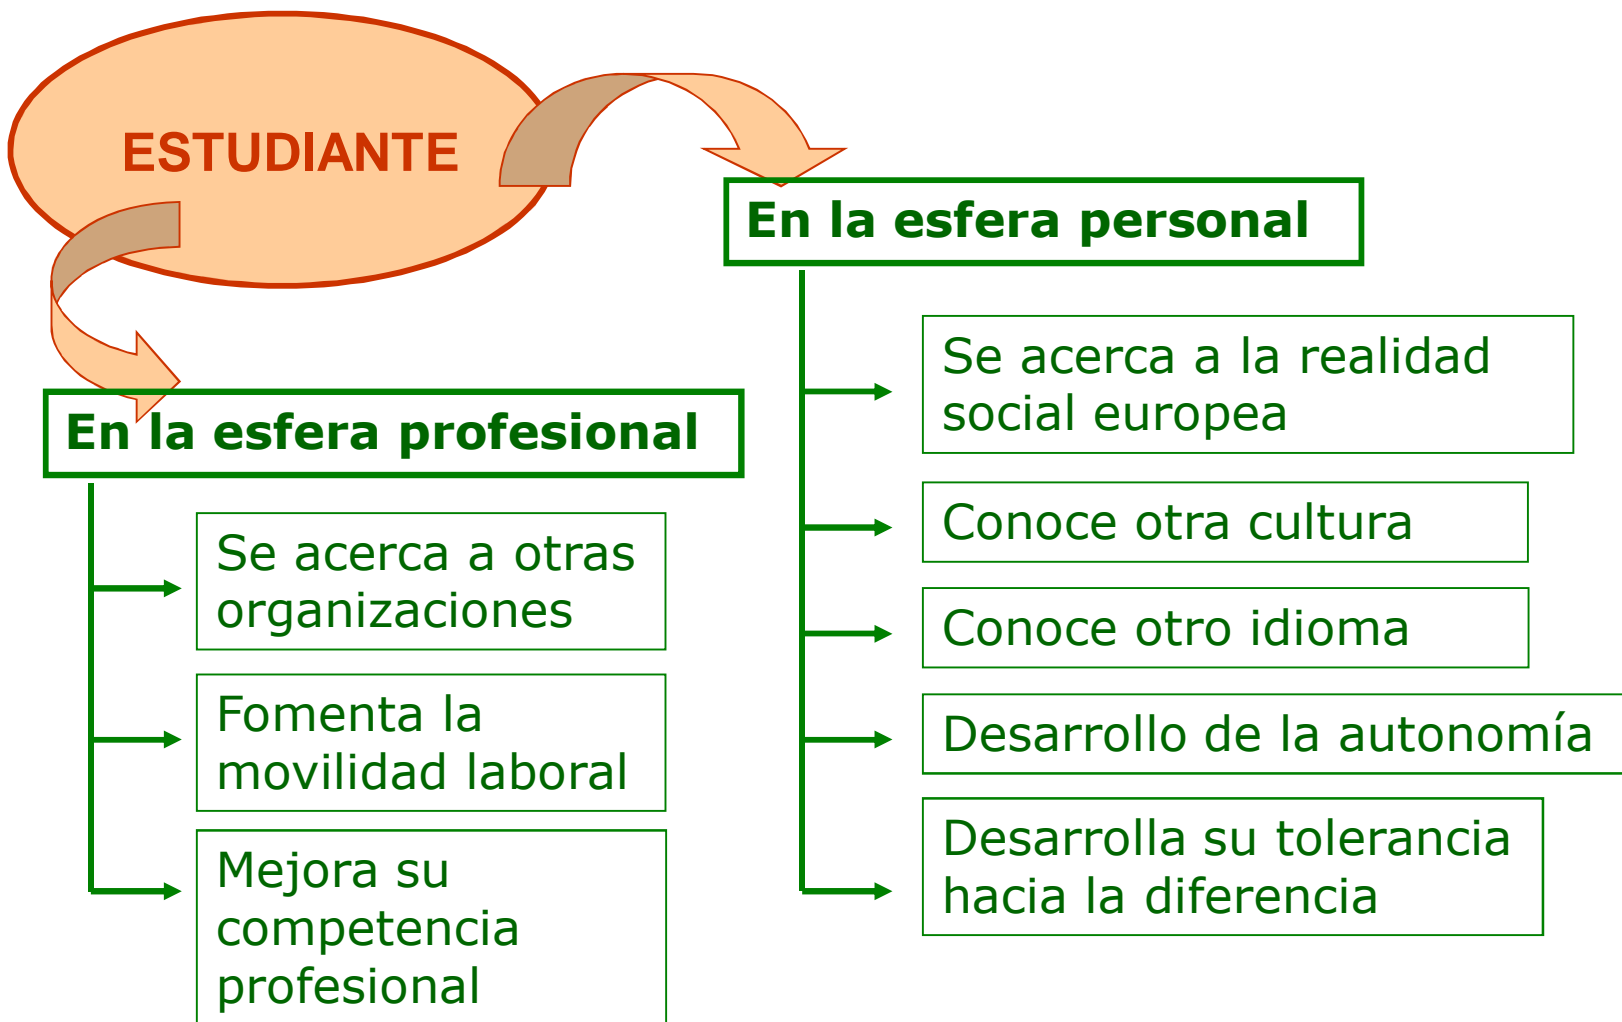 ESTUDIANTE
En la esfera personal
Se acerca a la realidad
social europea
Conoce otra cultura
Conoce otro idioma
Desarrollo de la autonomía
Desarrolla su tolerancia
hacia la diferencia
En la esfera profesional
Se acerca a otras
organizaciones
Fomenta la
movilidad laboral
Mejora su
competencia
profesional